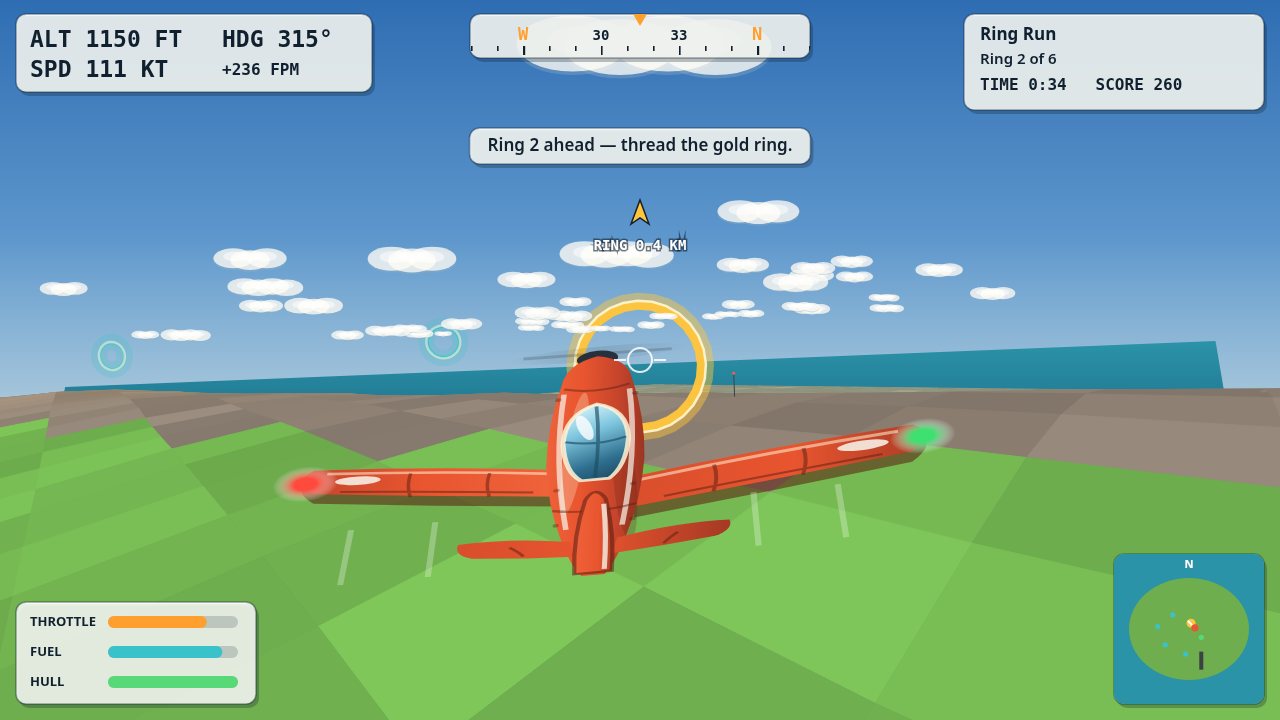 ALT 1150 FT HDG 315°
SPD 111 KT +236 FPM
W 30 33 N
Ring Run
Ring 2 of 6
TIME 0:34 SCORE 260
Ring 2 ahead — thread the gold ring.
RING 0.4 KM
THROTTLE
FUEL
HULL
N